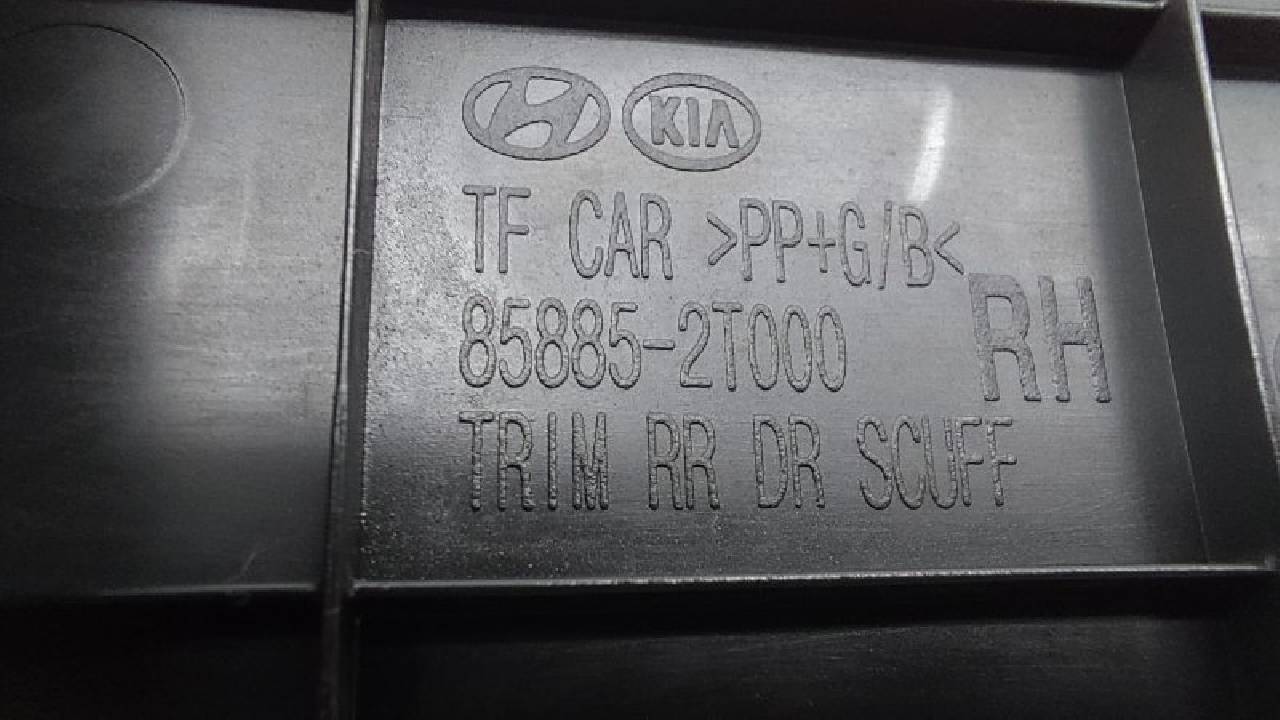 KIA
TF CAR >PP+G/B<
85885-2T000 RH
TRIM RR DR SCUFF